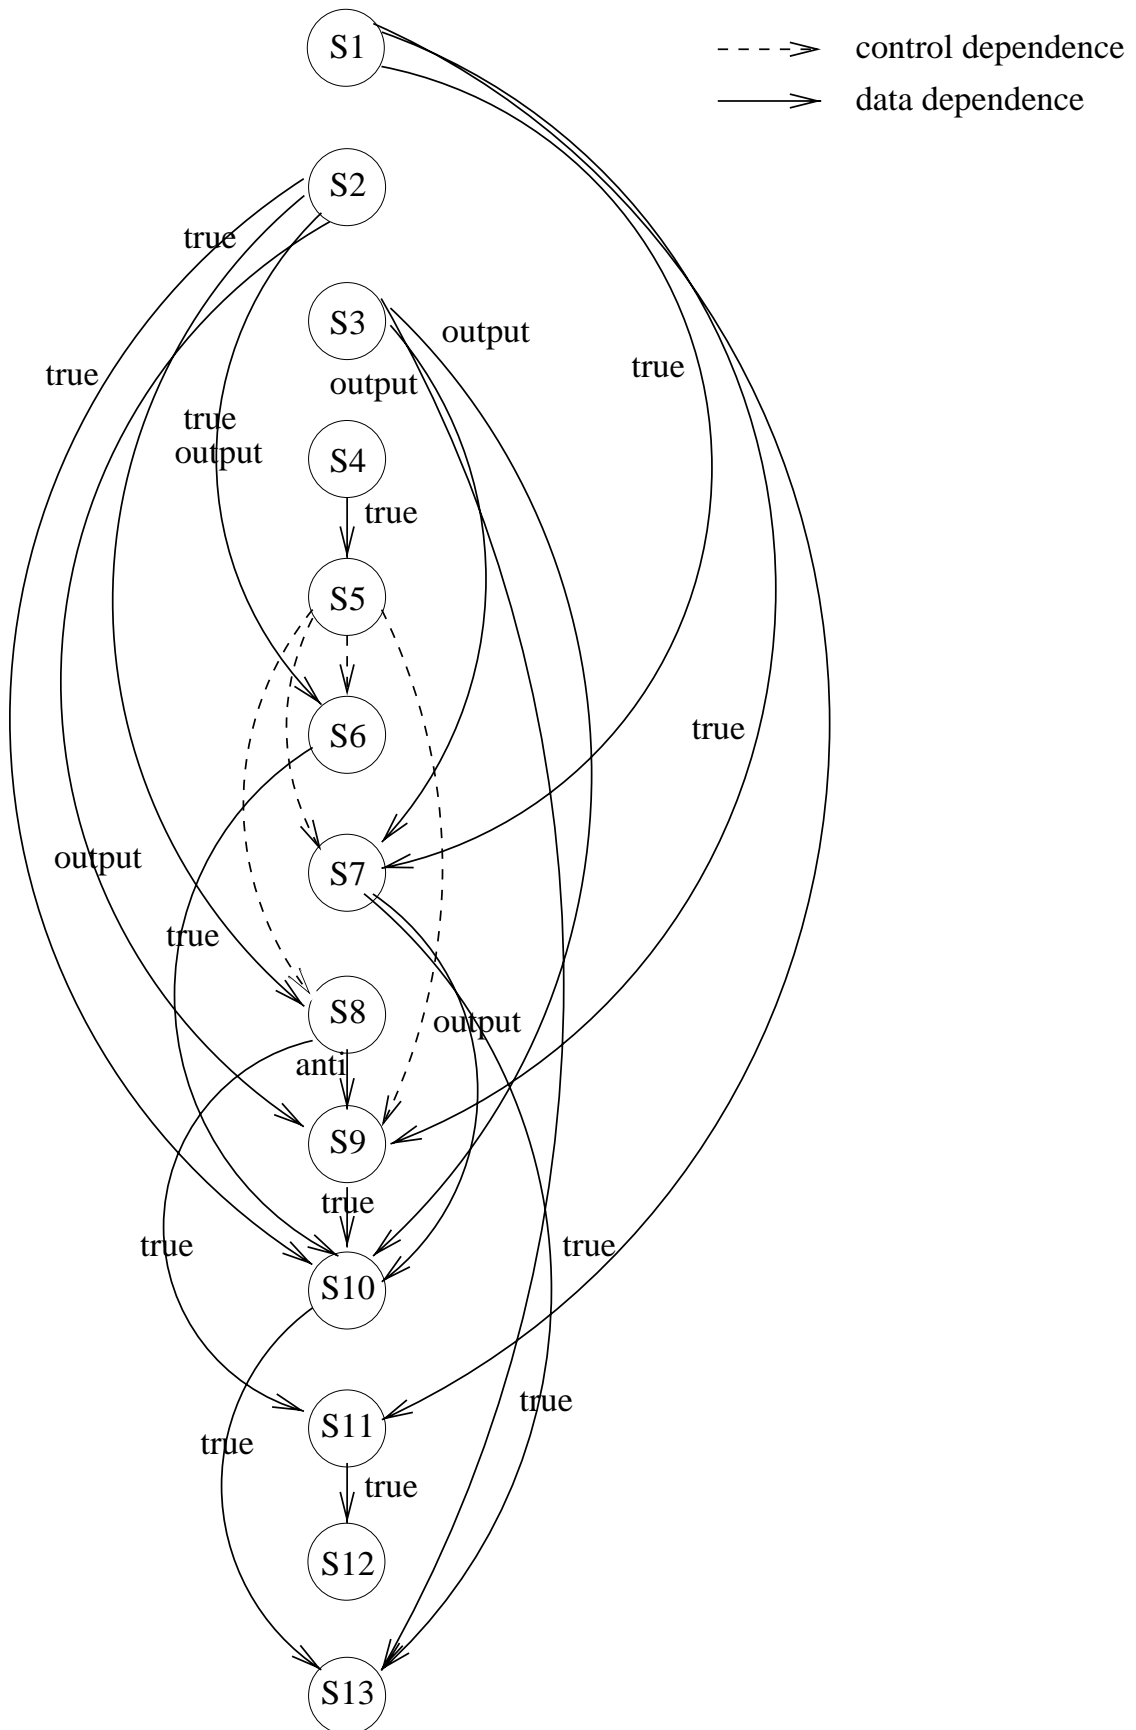 S1
control dependence
data dependence
S2
true
S3
output
true
true
output
true
output
S4
true
S5
true
S6
output
S7
true
S8
output
anti
S9
true
true
true
S10
true
S11
true
true
S12
S13